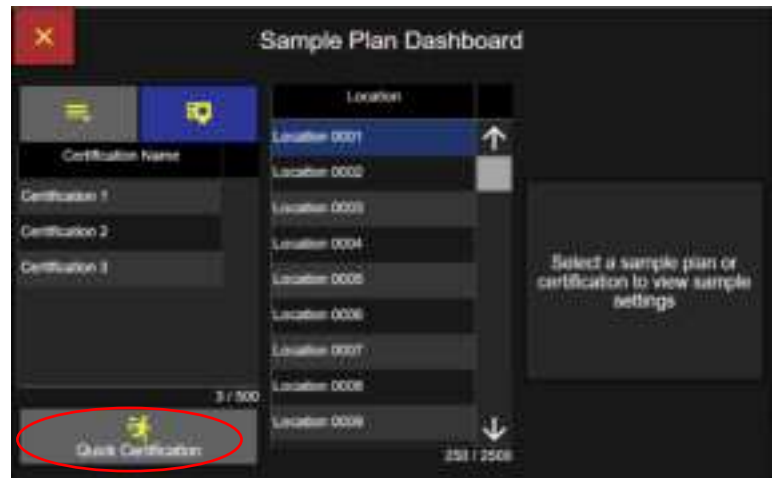 Sample Plan Dashboard
Location
Certification Name
Location 0001
Location 0002
Certification 1
Location 0003
Certification 2
Location 0004
Certification 3
Location 0005
Select a sample plan or
certification to view sample
settings
Location 0006
Location 0007
Location 0008
3 / 500
Location 0009
Quick Certification
250 / 2500